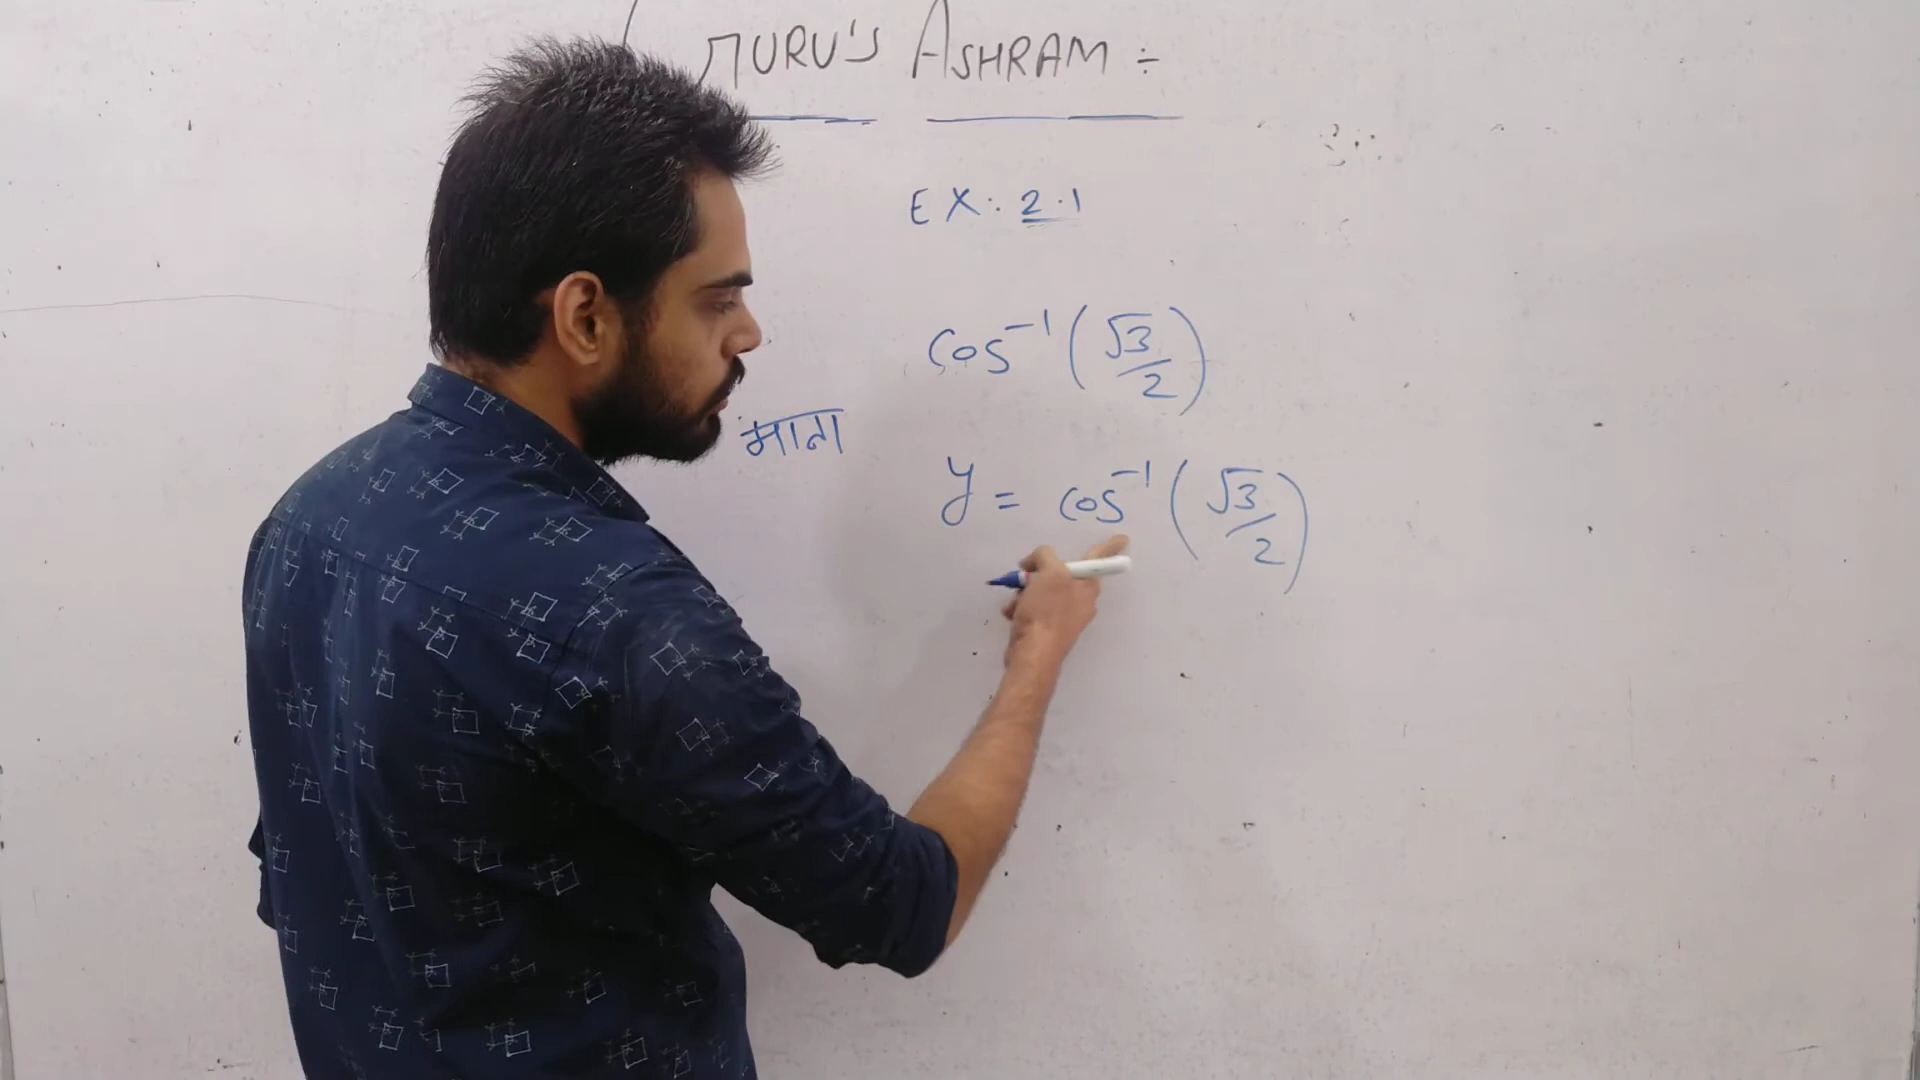 GURU'S ASHRAM ÷
EX. 2.1
cos⁻¹(√3/2)
माना
y = cos⁻¹(√3/2)